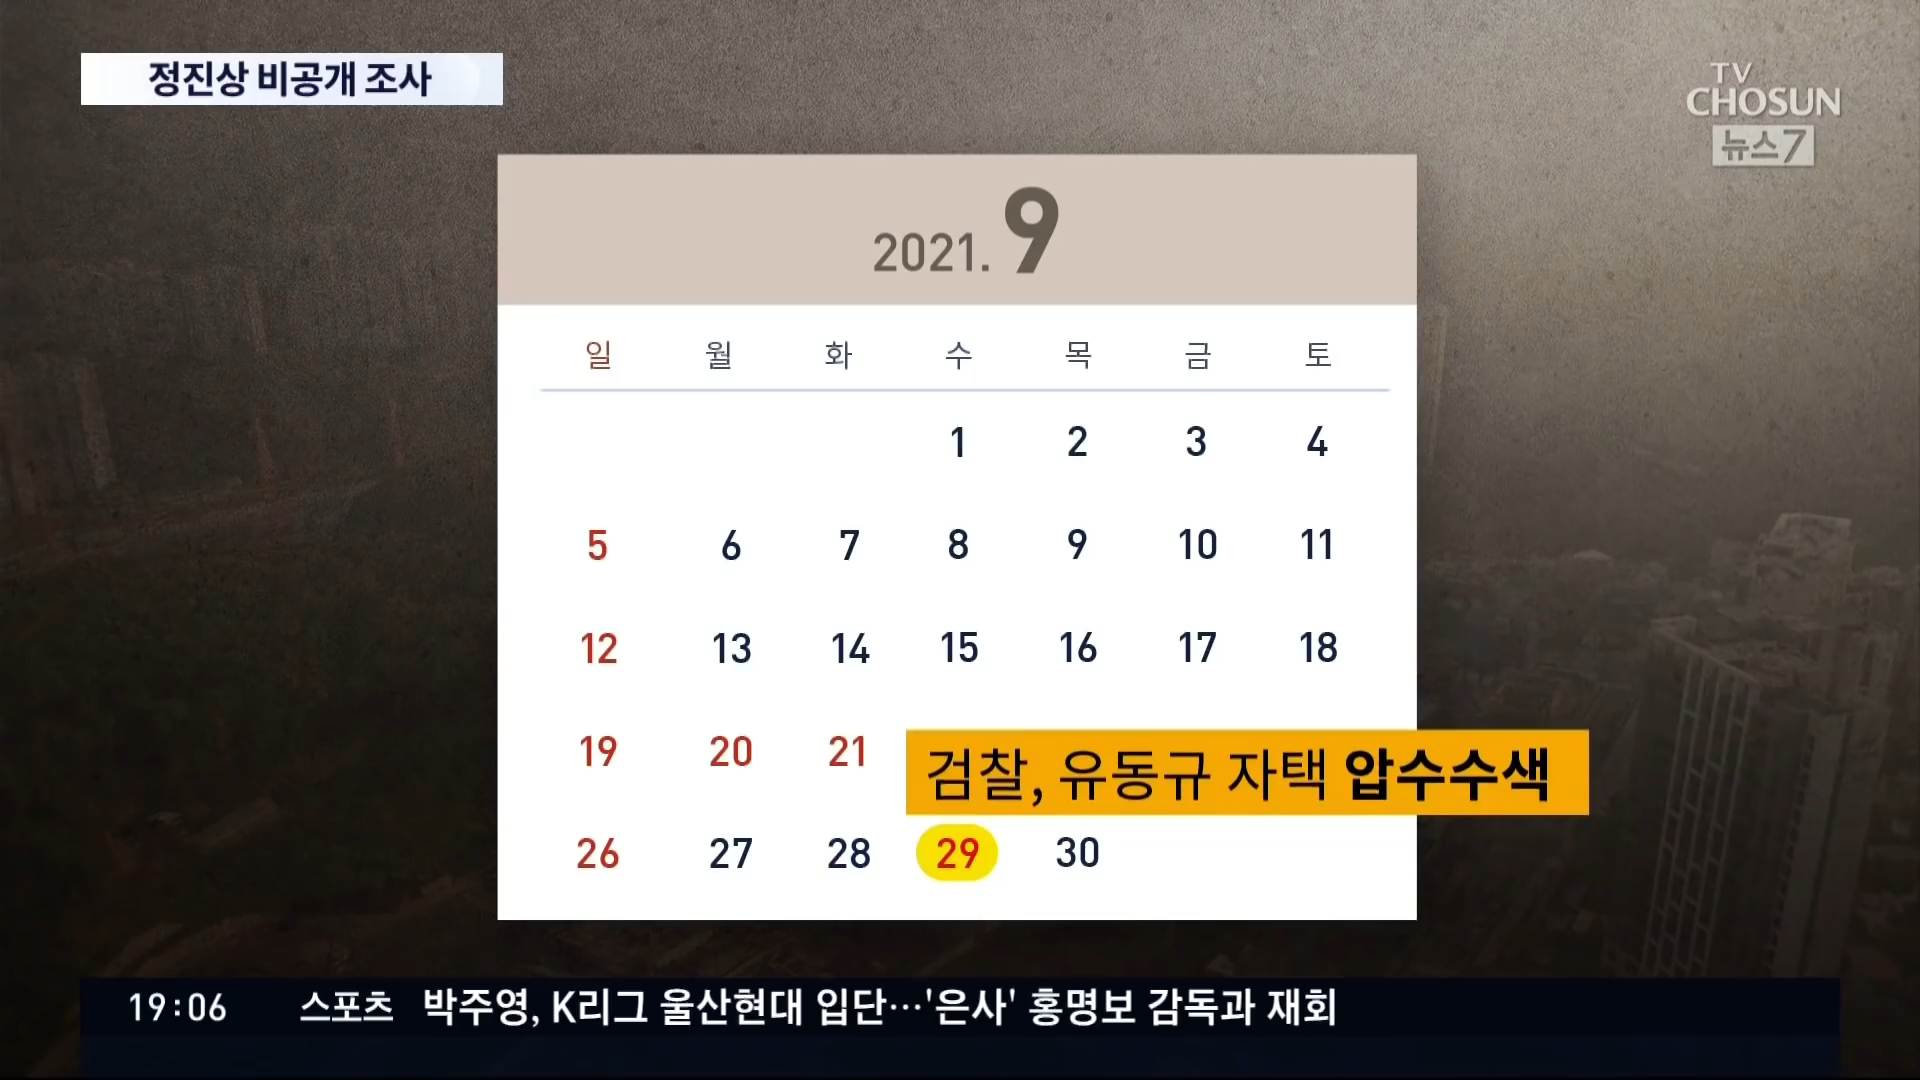 정진상 비공개 조사
TV
CHOSUN
뉴스7
2021. 9
일 월 화 수 목 금 토
1 2 3 4
5 6 7 8 9 10 11
12 13 14 15 16 17 18
19 20 21
검찰, 유동규 자택 압수수색
26 27 28 29 30
19:06 스포츠 박주영, K리그 울산현대 입단…'은사' 홍명보 감독과 재회